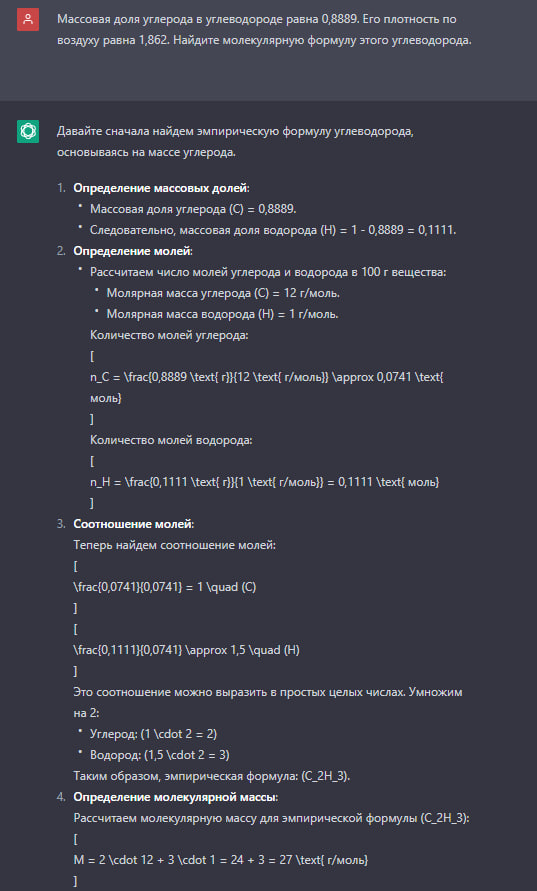 Массовая доля углерода в углеводороде равна 0,8889. Его плотность по
воздуху равна 1,862. Найдите молекулярную формулу этого углеводорода.
Давайте сначала найдем эмпирическую формулу углеводорода,
основываясь на массе углерода.
1. Определение массовых долей:
• Массовая доля углерода (C) = 0,8889.
• Следовательно, массовая доля водорода (H) = 1 - 0,8889 = 0,1111.
2. Определение молей:
• Рассчитаем число молей углерода и водорода в 100 г вещества:
• Молярная масса углерода (C) = 12 г/моль.
• Молярная масса водорода (H) = 1 г/моль.
Количество молей углерода:
[
n_C = \frac{0,8889 \text{ г}}{12 \text{ г/моль}} \approx 0,0741 \text{
моль}
]
Количество молей водорода:
[
n_H = \frac{0,1111 \text{ г}}{1 \text{ г/моль}} = 0,1111 \text{ моль}
]
3. Соотношение молей:
Теперь найдем соотношение молей:
[
\frac{0,0741}{0,0741} = 1 \quad (C)
]
[
\frac{0,1111}{0,0741} \approx 1,5 \quad (H)
]
Это соотношение можно выразить в простых целых числах. Умножим
на 2:
• Углерод: (1 \cdot 2 = 2)
• Водород: (1,5 \cdot 2 = 3)
Таким образом, эмпирическая формула: (C_2H_3).
4. Определение молекулярной массы:
Рассчитаем молекулярную массу для эмпирической формулы (C_2H_3):
[
M = 2 \cdot 12 + 3 \cdot 1 = 24 + 3 = 27 \text{ г/моль}
]